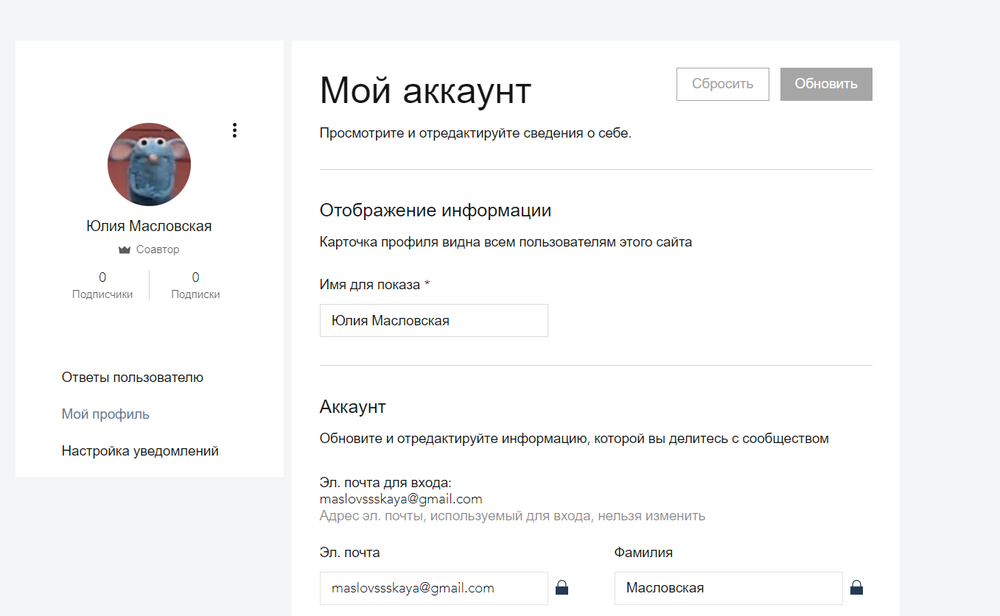 Юлия Масловская
Соавтор
0
Подписчики
0
Подписки
Ответы пользователю
Мой профиль
Настройка уведомлений
Мой аккаунт
Сбросить
Обновить
Просмотрите и отредактируйте сведения о себе.
Отображение информации
Карточка профиля видна всем пользователям этого сайта
Имя для показа *
Юлия Масловская
Аккаунт
Обновите и отредактируйте информацию, которой вы делитесь с сообществом
Эл. почта для входа:
maslovssskaya@gmail.com
Адрес эл. почты, используемый для входа, нельзя изменить
Эл. почта
Фамилия
maslovssskaya@gmail.com
Масловская